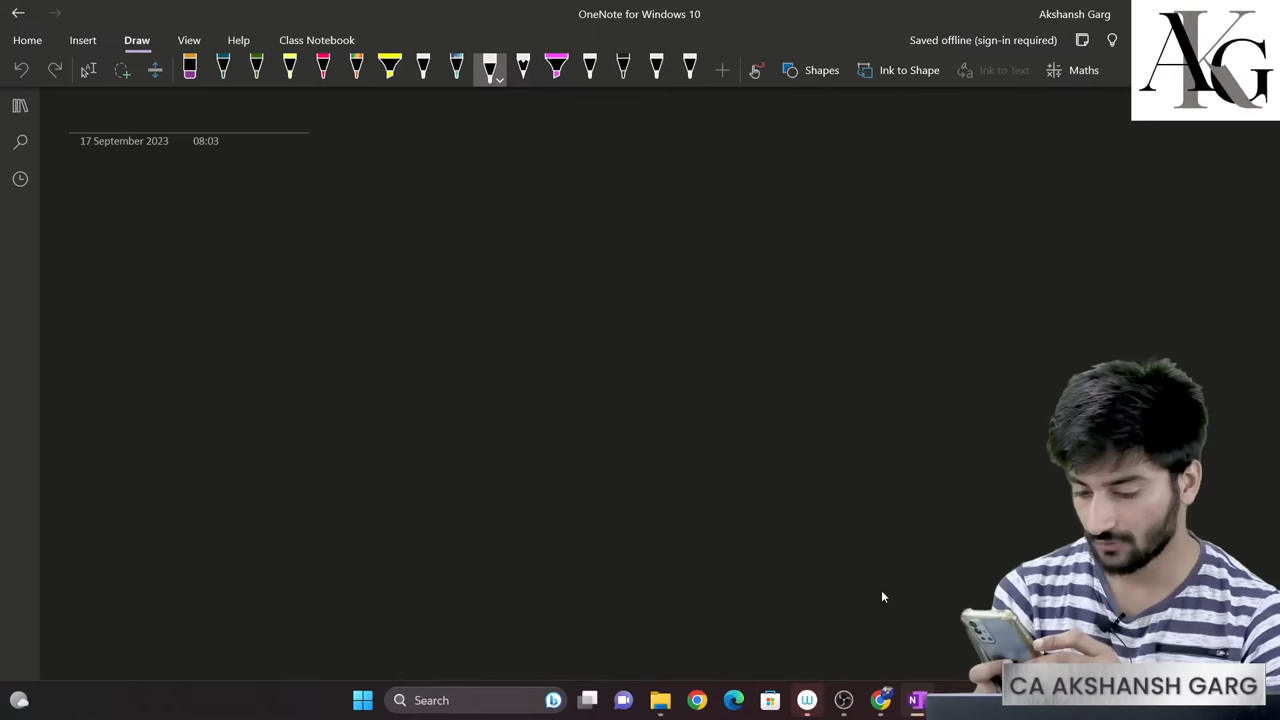 OneNote for Windows 10
Akshansh Garg
Home Insert Draw View Help Class Notebook
Saved offline (sign-in required)
Shapes Ink to Shape Ink to Text Maths
AKG
17 September 2023 08:03
CA AKSHANSH GARG
Search